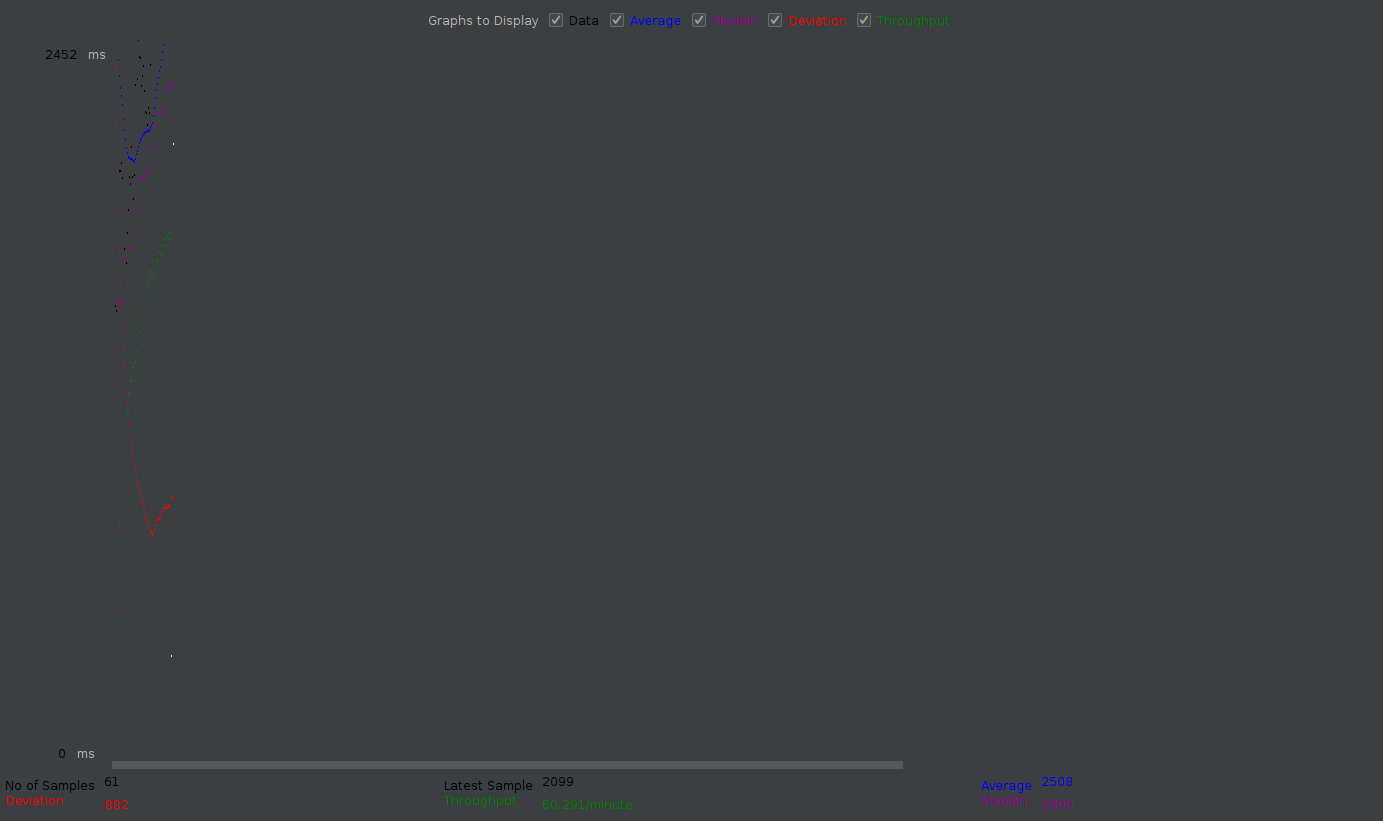 Graphs to Display Data Average Median Deviation Throughput
2452 ms
0 ms
No of Samples 61 Latest Sample 2099 Average 2508
Deviation 882 Throughput 60.291/minute Median